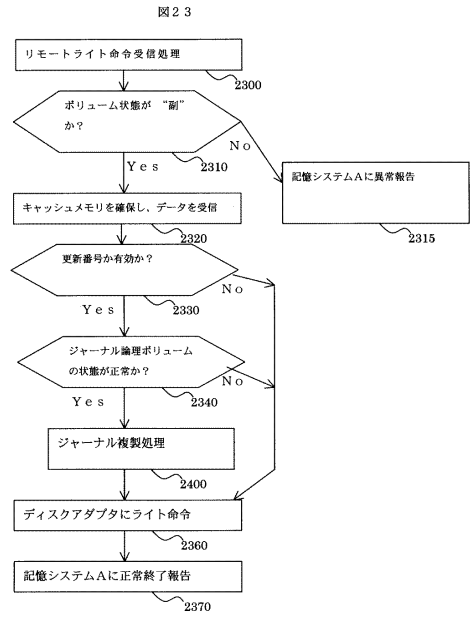 図２３
リモートライト命令受信処理
2300
ボリューム状態が “副”
か？
2310
No
Yes
記憶システムAに異常報告
2315
キャッシュメモリを確保し、データを受信
2320
更新番号か有効か？
2330
No
Yes
ジャーナル論理ボリューム
の状態が正常か？
2340
No
Yes
ジャーナル複製処理
2400
ディスクアダプタにライト命令
2360
記憶システムAに正常終了報告
2370